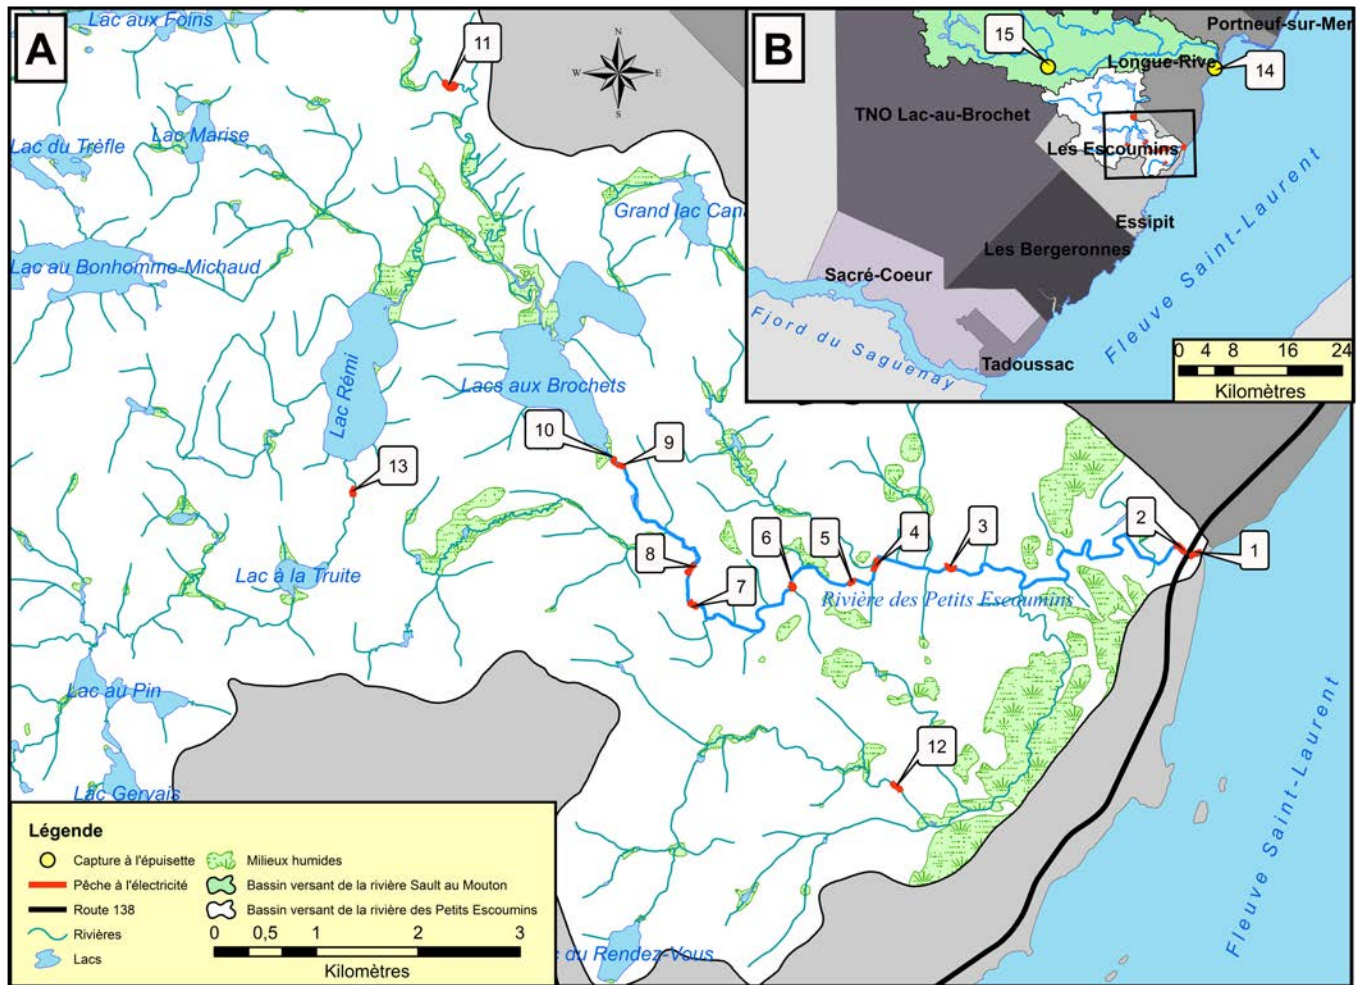 A
Lac aux Foins
11
N
W
E
S
Lac Marise
Lac du Trèfle
Grand lac Can
Lac au Bonhomme-Michaud
Lac Rémi
Lacs aux Brochets
10
9
13
8
7
6
5
4
3
2
1
Rivière des Petits Escoumins
Lac à la Truite
Lac au Pin
12
Lac Gervais
du Rendez-Vous
Fleuve Saint-Laurent
B
15
Portneuf-sur-Mer
Longue-Rive
14
TNO Lac-au-Brochet
Les Escoumins
Essipit
Les Bergeronnes
Sacré-Coeur
Fjord du Saguenay
Tadoussac
Fleuve Saint-Laurent
0 4 8 16 24
Kilomètres
Légende
Capture à l'épuisette
Pêche à l'électricité
Route 138
Rivières
Lacs
Milieux humides
Bassin versant de la rivière Sault au Mouton
Bassin versant de la rivière des Petits Escoumins
0 0,5 1 2 3
Kilomètres